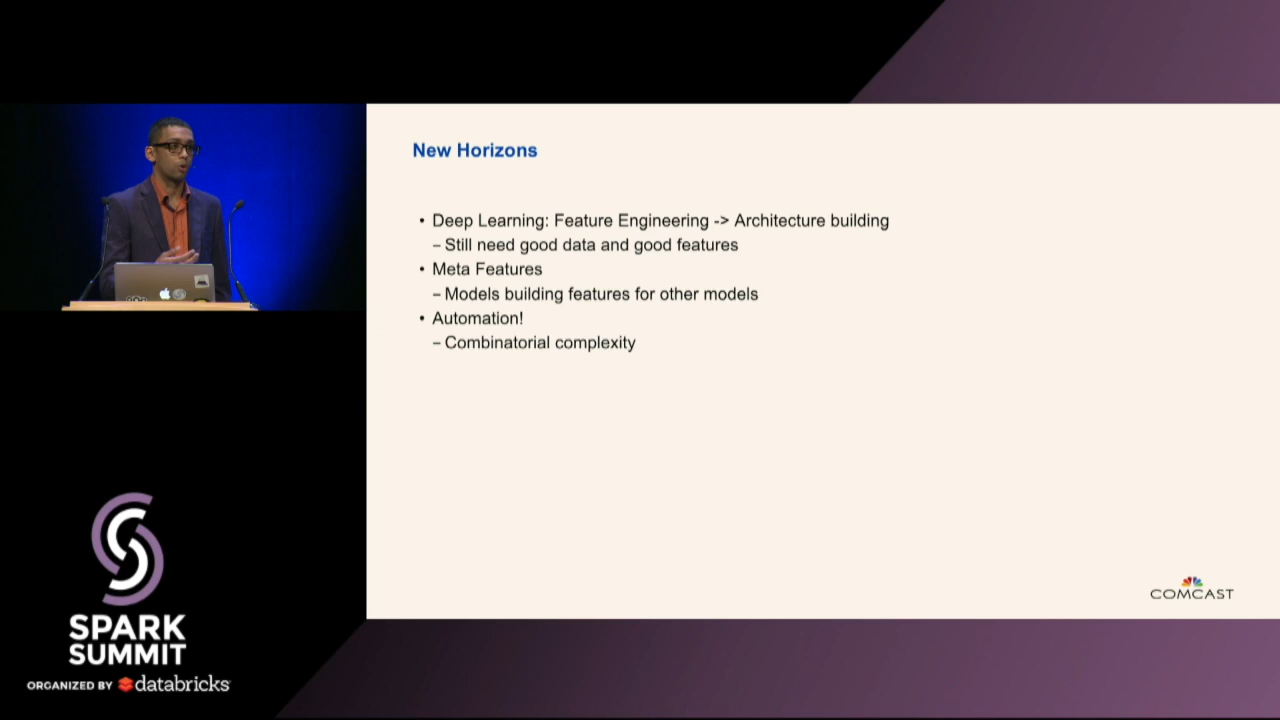 New Horizons
• Deep Learning: Feature Engineering -> Architecture building
– Still need good data and good features
• Meta Features
– Models building features for other models
• Automation!
– Combinatorial complexity
COMCAST
SPARK
SUMMIT
ORGANIZED BY databricks